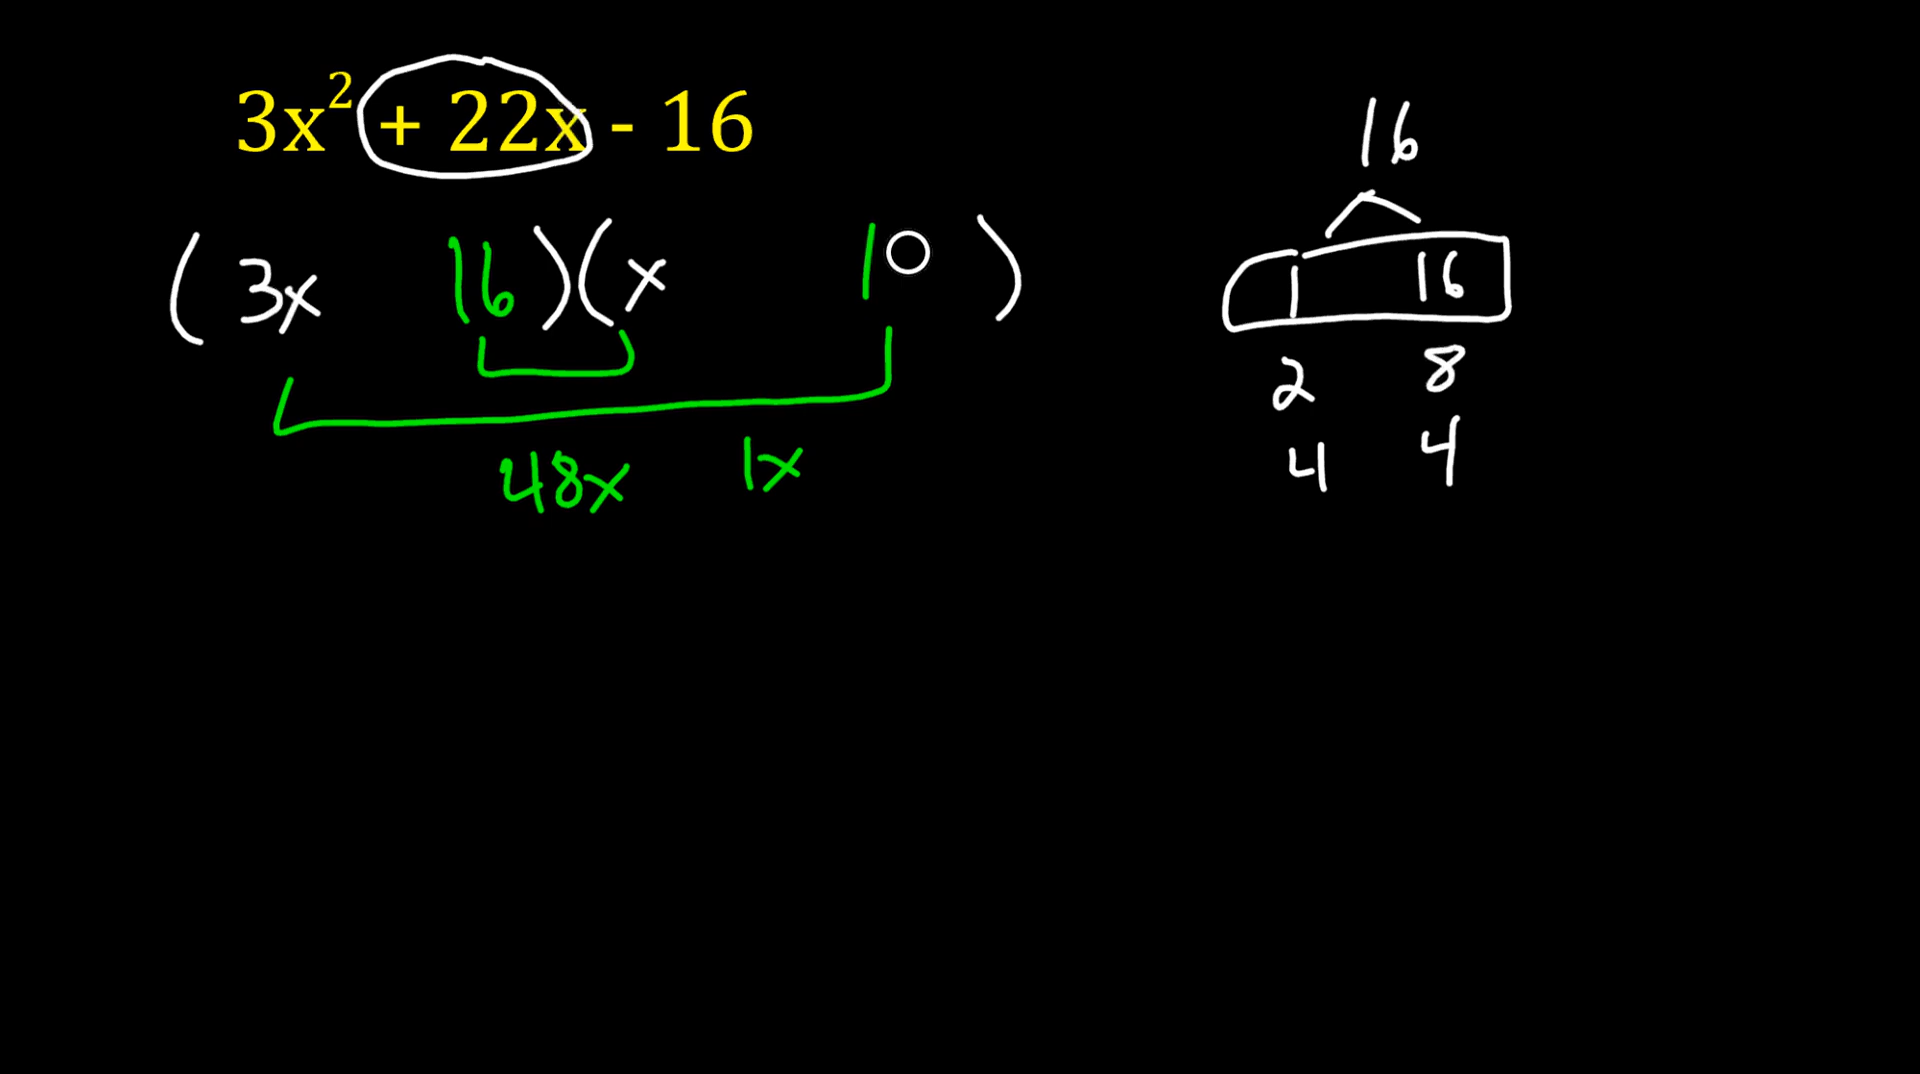 3x² + 22x - 16
(3x 16)(x 1 )
48x 1x
16
1 16
2 8
4 4